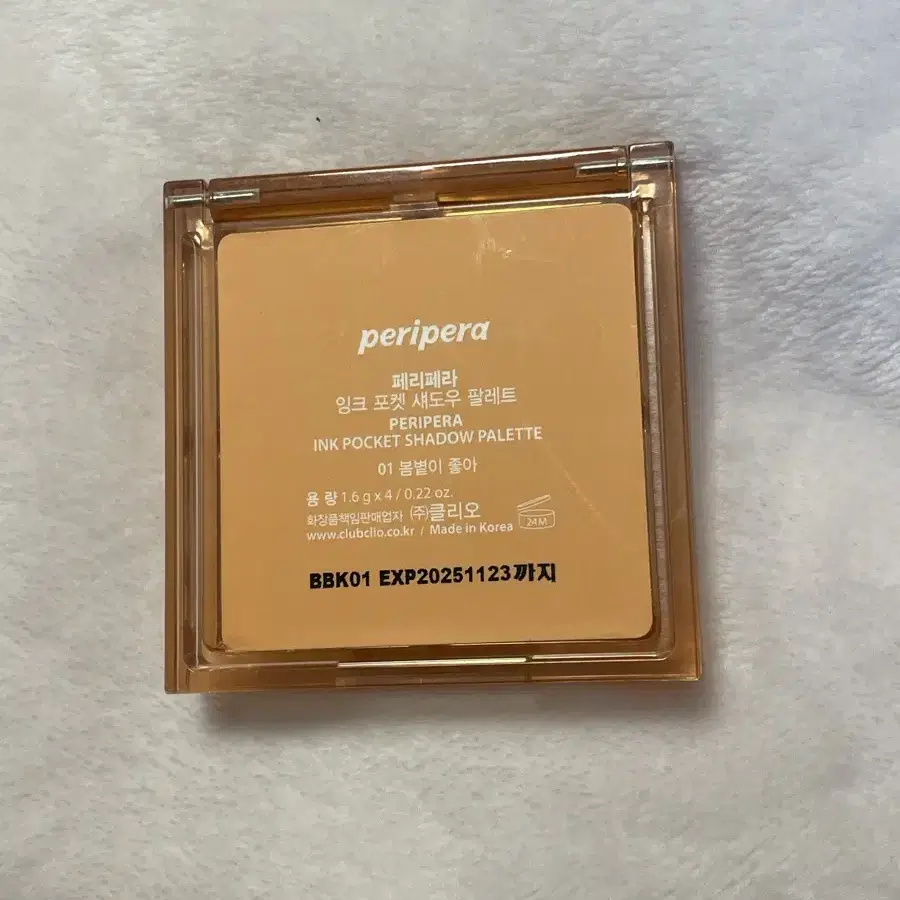 peripera
페리페라
잉크 포켓 섀도우 팔레트
PERIPERA
INK POCKET SHADOW PALETTE
01 봄볕이 좋아
용 량 1.6 g x 4 / 0.22 oz.
화장품책임판매업자 ㈜클리오
www.clubclio.co.kr / Made in Korea
24M
BBK01 EXP20251123까지